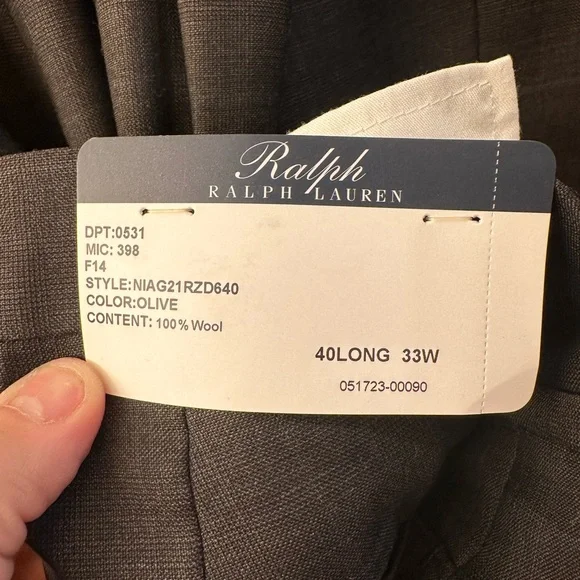 Ralph
RALPH LAUREN
DPT:0531
MIC: 398
F14
STYLE:NIAG21RZD640
COLOR:OLIVE
CONTENT: 100% Wool
40LONG 33W
051723-00090